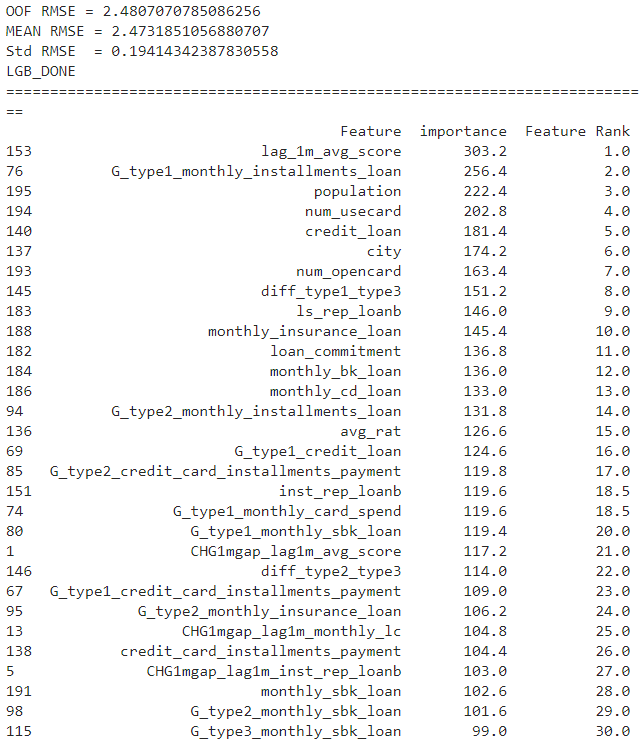 OOF RMSE = 2.4807070785086256
MEAN RMSE = 2.4731851056880707
Std RMSE  = 0.19414342387830558
LGB_DONE
========================================================================
==
Feature  importance  Feature Rank
153 lag_1m_avg_score 303.2 1.0
76 G_type1_monthly_installments_loan 256.4 2.0
195 population 222.4 3.0
194 num_usecard 202.8 4.0
140 credit_loan 181.4 5.0
137 city 174.2 6.0
193 num_opencard 163.4 7.0
145 diff_type1_type3 151.2 8.0
183 ls_rep_loanb 146.0 9.0
188 monthly_insurance_loan 145.4 10.0
182 loan_commitment 136.8 11.0
184 monthly_bk_loan 136.0 12.0
186 monthly_cd_loan 133.0 13.0
94 G_type2_monthly_installments_loan 131.8 14.0
136 avg_rat 126.6 15.0
69 G_type1_credit_loan 124.6 16.0
85 G_type2_credit_card_installments_payment 119.8 17.0
151 inst_rep_loanb 119.6 18.5
74 G_type1_monthly_card_spend 119.6 18.5
80 G_type1_monthly_sbk_loan 119.4 20.0
1 CHG1mgap_lag1m_avg_score 117.2 21.0
146 diff_type2_type3 114.0 22.0
67 G_type1_credit_card_installments_payment 109.0 23.0
95 G_type2_monthly_insurance_loan 106.2 24.0
13 CHG1mgap_lag1m_monthly_lc 104.8 25.0
138 credit_card_installments_payment 104.4 26.0
5 CHG1mgap_lag1m_inst_rep_loanb 103.0 27.0
191 monthly_sbk_loan 102.6 28.0
98 G_type2_monthly_sbk_loan 101.6 29.0
115 G_type3_monthly_sbk_loan 99.0 30.0